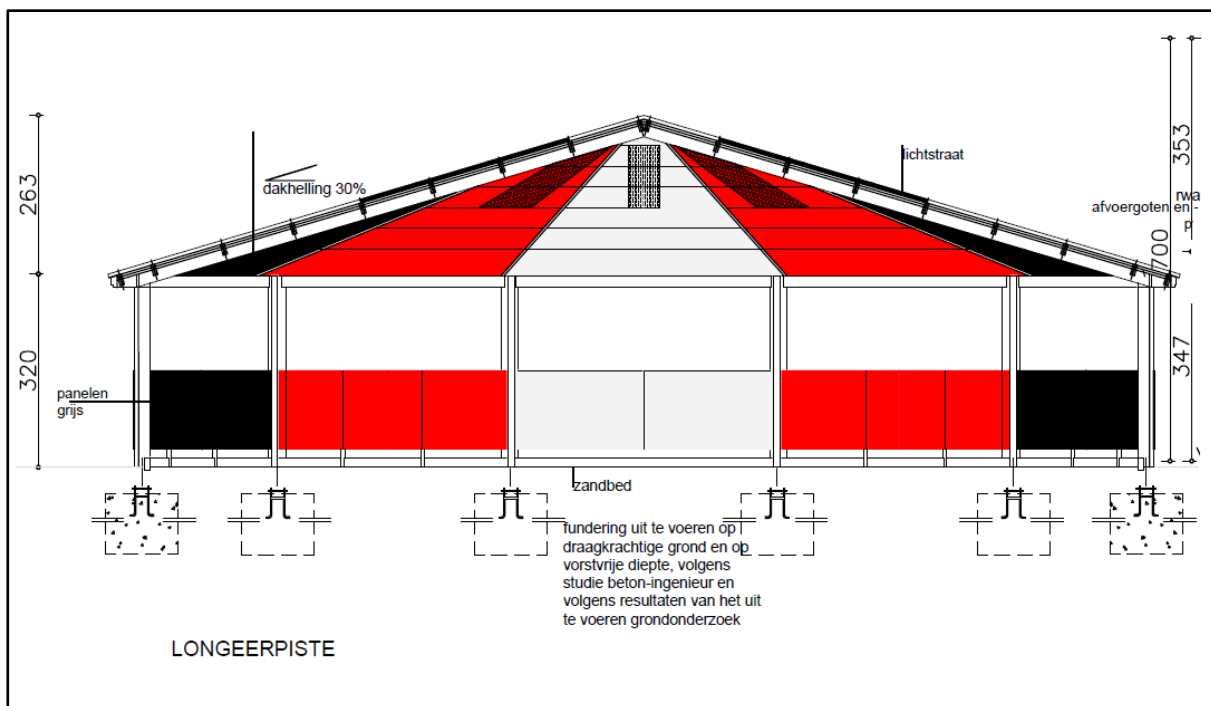 263
320
dakhelling 30%
lichtstraat
353
rwa
afvoergoten en -
p
700
347
panelen
grijs
zandbed
fundering uit te voeren op
draagkrachtige grond en op
vorstvrije diepte, volgens
studie beton-ingenieur en
volgens resultaten van het uit
te voeren grondonderzoek
LONGEERPISTE